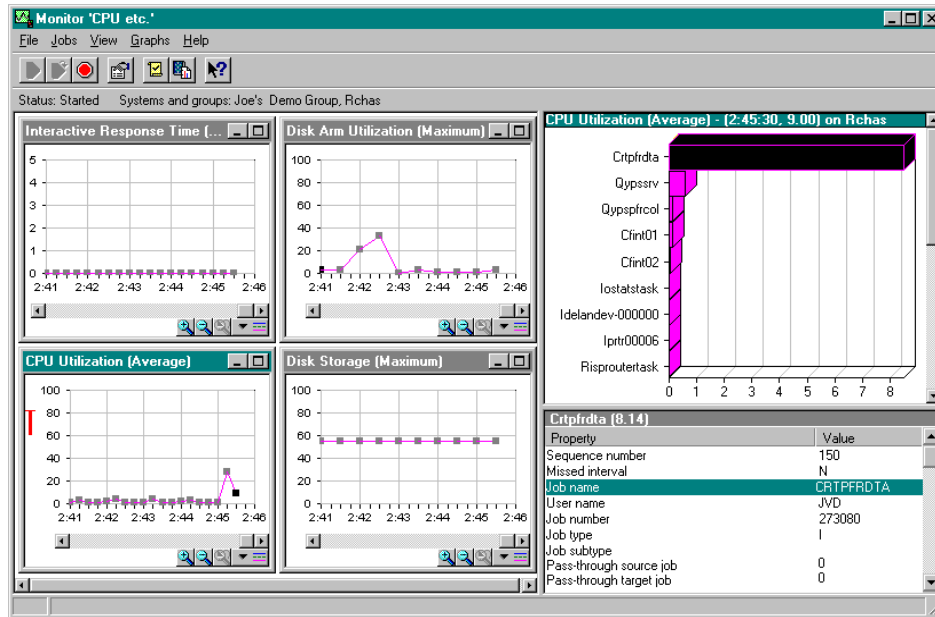 Monitor 'CPU etc.'
File Jobs View Graphs Help
Status: Started Systems and groups: Joe's Demo Group, Rchas
Interactive Response Time (...
5
4
3
2
1
0
2:41 2:42 2:43 2:44 2:45 2:46
Disk Arm Utilization (Maximum)
100
80
60
40
20
0
2:41 2:42 2:43 2:44 2:45 2:46
CPU Utilization (Average)
100
80
60
40
20
0
2:41 2:42 2:43 2:44 2:45 2:46
Disk Storage (Maximum)
100
80
60
40
20
0
2:41 2:42 2:43 2:44 2:45 2:46
CPU Utilization (Average) - (2:45:30, 9.00) on Rchas
Crtpfrdta
Qypssrv
Qypspfrcol
Cfint01
Cfint02
Iostatstask
Idelandev-000000
Iprtr00006
Risproutertask
0 1 2 3 4 5 6 7 8
Crtpfrdta (8.14)
Property Value
Sequence number 150
Missed interval N
Job name CRTPFRDTA
User name JVD
Job number 273080
Job type I
Job subtype
Pass-through source job 0
Pass-through target job 0